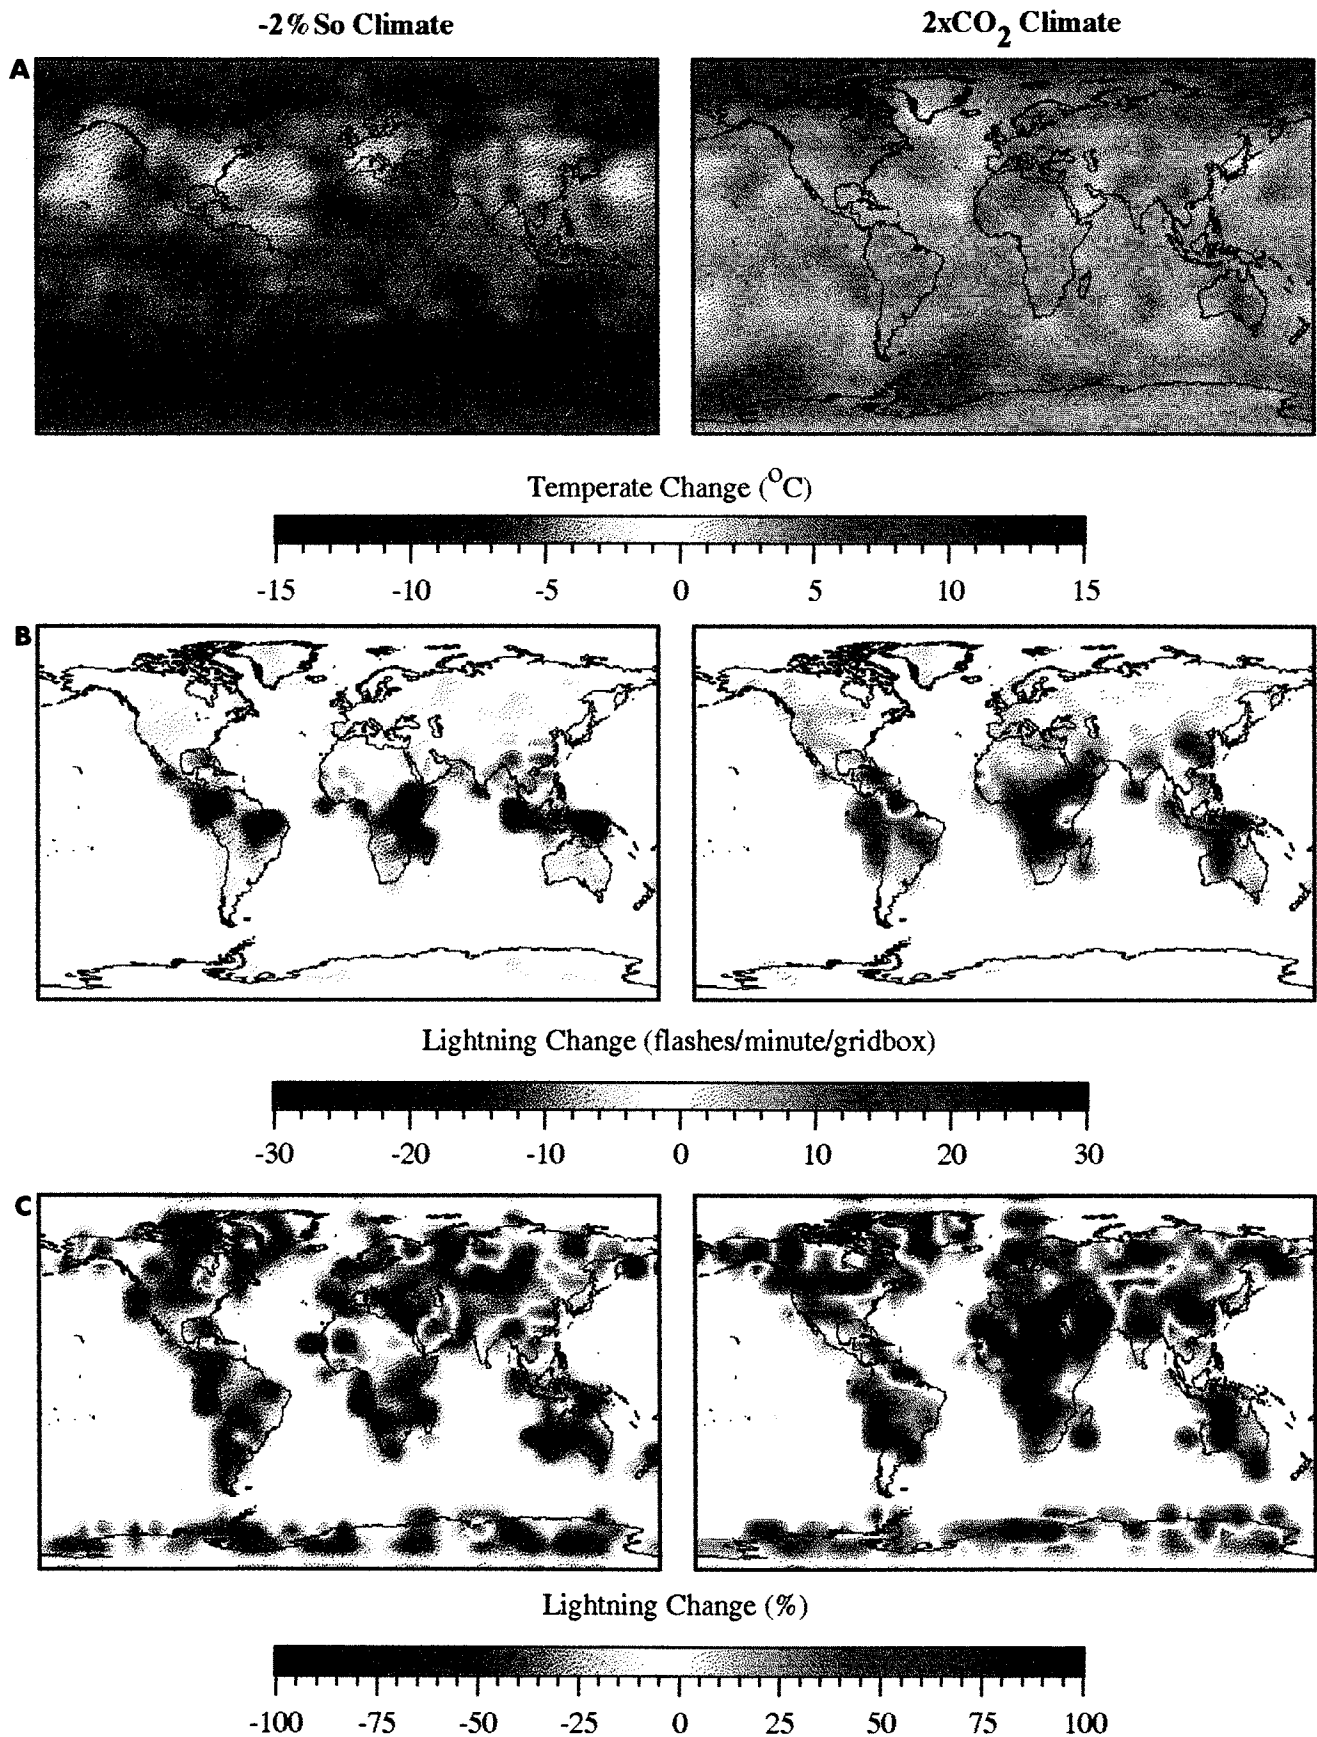 -2% So Climate
2xCO2 Climate
A
Temperate Change (OC)
-15 -10 -5 0 5 10 15
B
Lightning Change (flashes/minute/gridbox)
-30 -20 -10 0 10 20 30
C
Lightning Change (%)
-100 -75 -50 -25 0 25 50 75 100